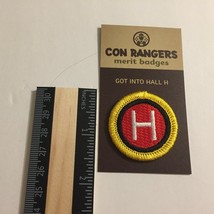 CON RANGERS
merit badges
GOT INTO HALL H
H